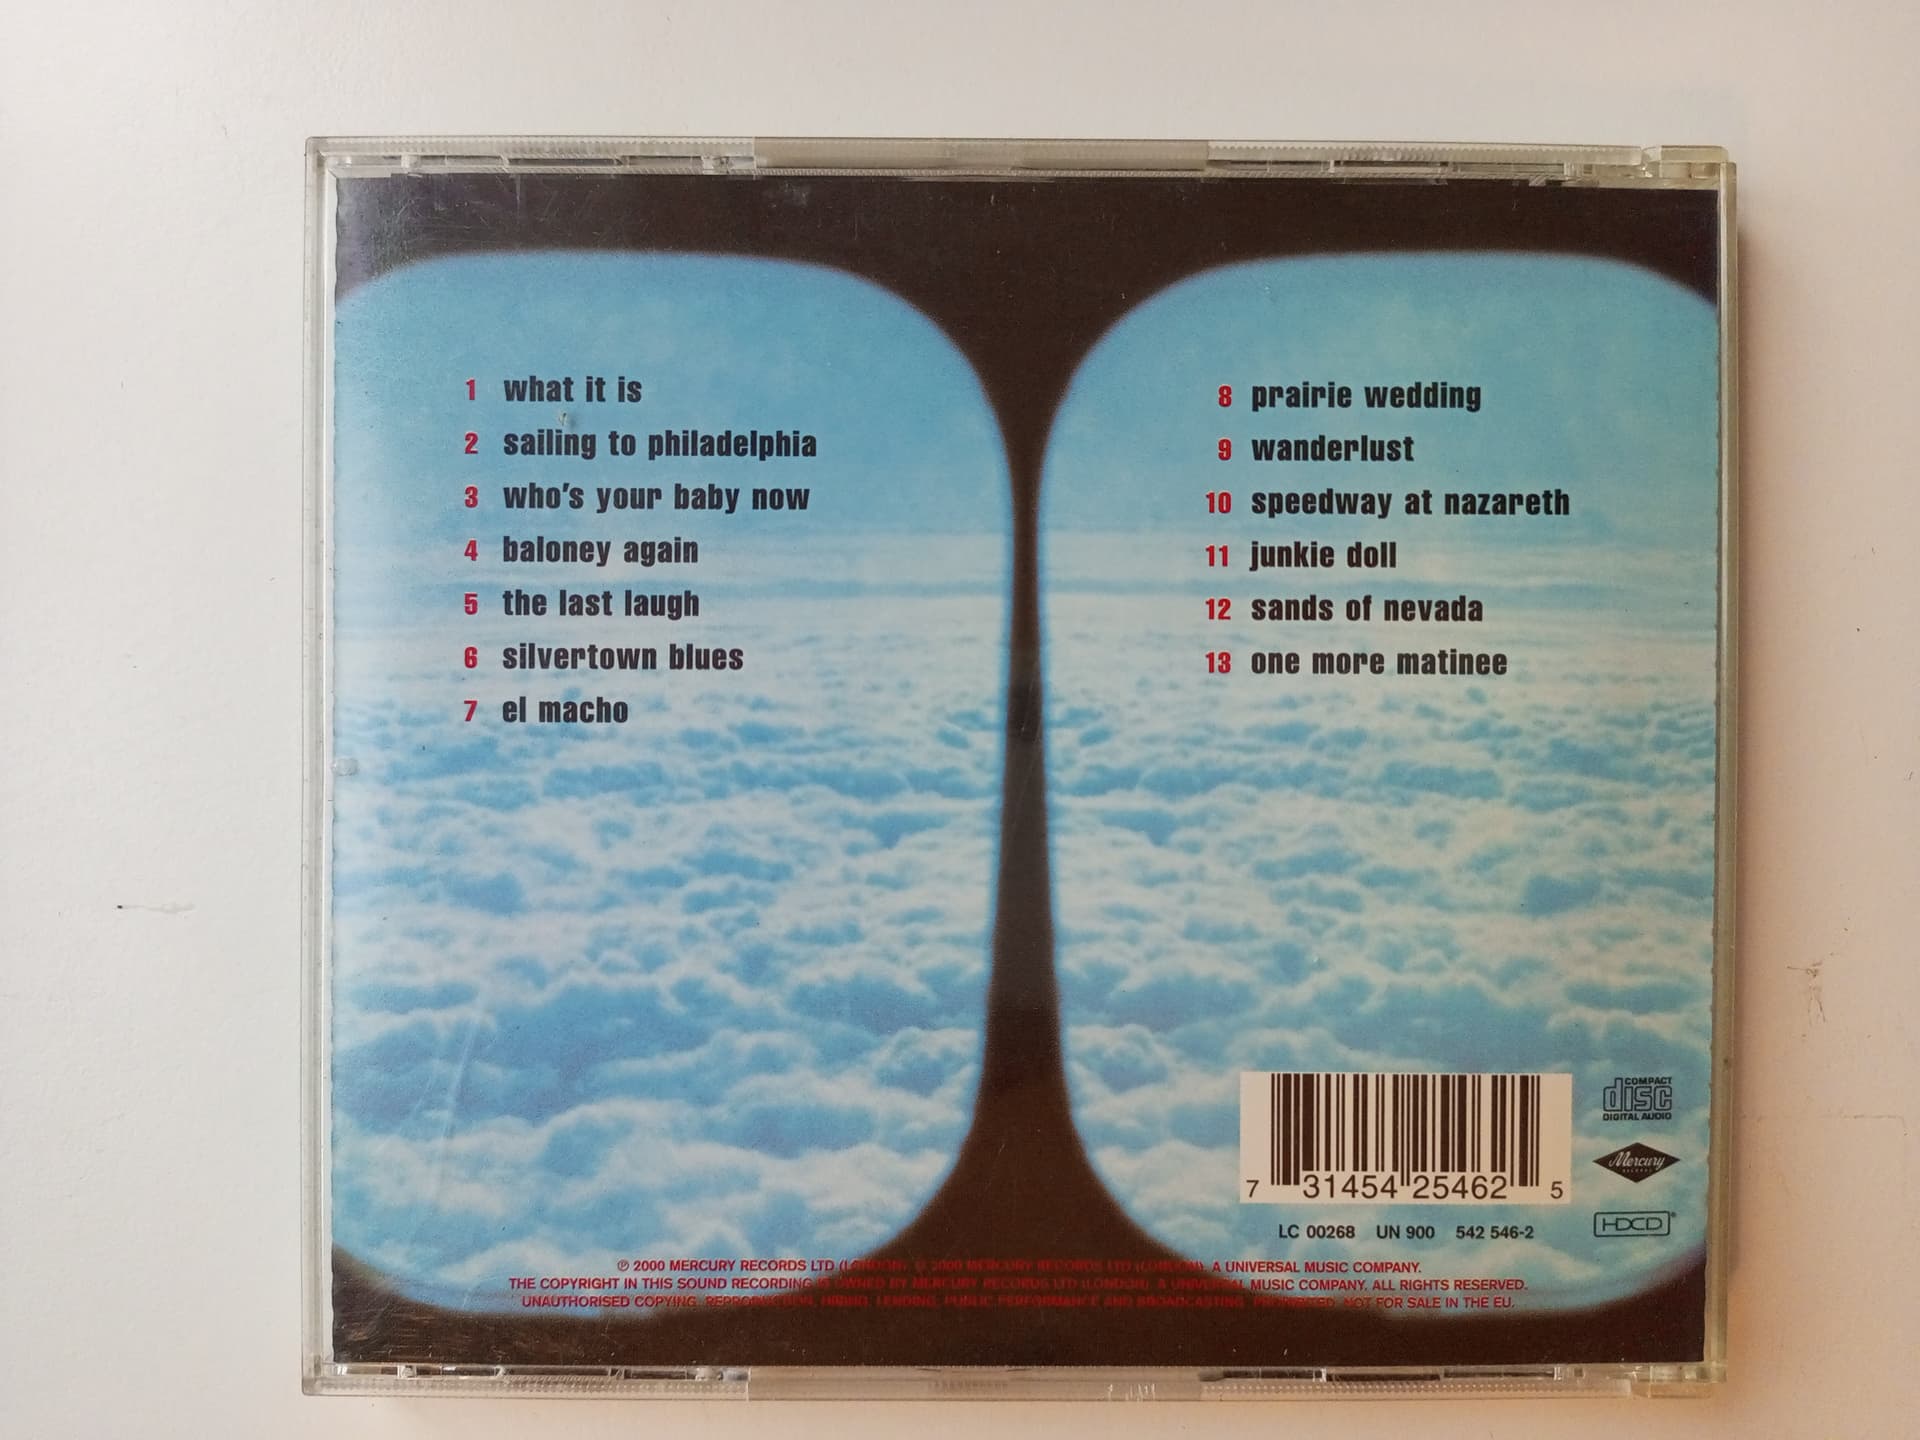 1 what it is
2 sailing to philadelphia
3 who's your baby now
4 baloney again
5 the last laugh
6 silvertown blues
7 el macho
8 prairie wedding
9 wanderlust
10 speedway at nazareth
11 junkie doll
12 sands of nevada
13 one more matinee
COMPACT
disc
DIGITAL AUDIO
Mercury
RECORDS
HDCD®
7 31454 25462 5
LC 00268 UN 900 542 546-2
℗ 2000 MERCURY RECORDS LTD (LONDON). © 2000 MERCURY RECORDS LTD (LONDON). A UNIVERSAL MUSIC COMPANY.
THE COPYRIGHT IN THIS SOUND RECORDING IS OWNED BY MERCURY RECORDS LTD (LONDON). A UNIVERSAL MUSIC COMPANY. ALL RIGHTS RESERVED.
UNAUTHORISED COPYING, REPRODUCTION, HIRING, LENDING, PUBLIC PERFORMANCE AND BROADCASTING PROHIBITED. NOT FOR SALE IN THE EU.